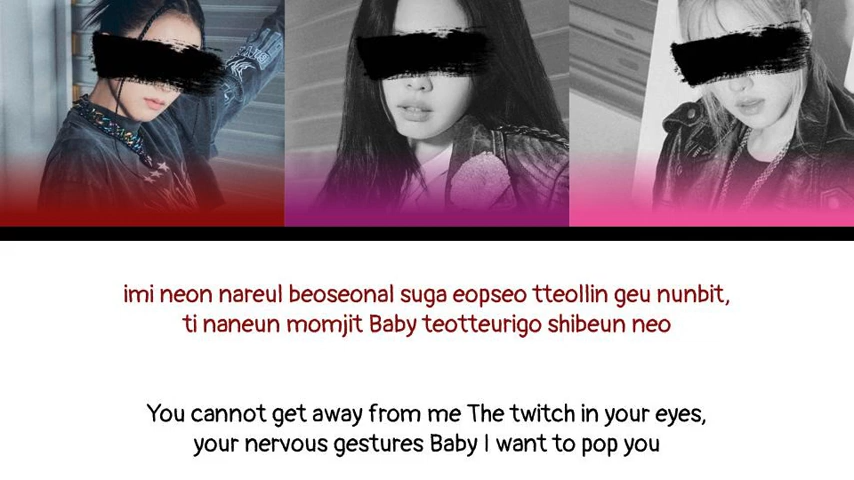 imi neon nareul beoseonal suga eopseo tteollin geu nunbit,
ti naneun momjit Baby teotteurigo shibeun neo
You cannot get away from me The twitch in your eyes,
your nervous gestures Baby I want to pop you